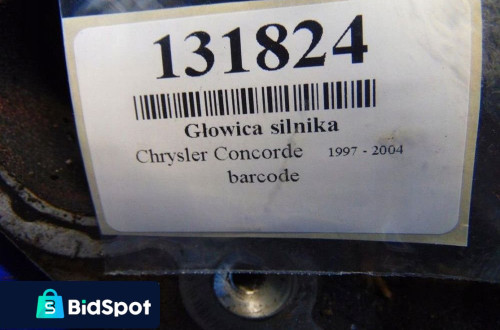 131824
Głowica silnika
Chrysler Concorde 1997 - 2004
barcode
BidSpot